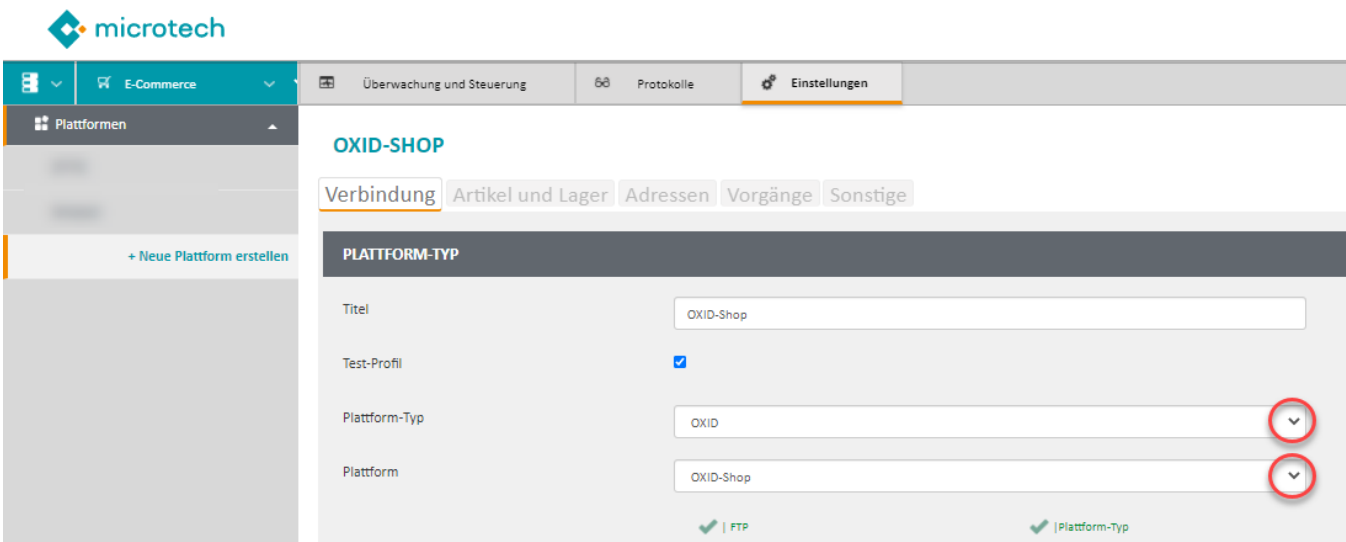 microtech
E-Commerce
Überwachung und Steuerung
Protokolle
Einstellungen
Plattformen
+ Neue Plattform erstellen
OXID-SHOP
Verbindung Artikel und Lager Adressen Vorgänge Sonstige
PLATTFORM-TYP
Titel
OXID-Shop
Test-Profil
Plattform-Typ
OXID
Plattform
OXID-Shop
| FTP
|Plattform-Typ